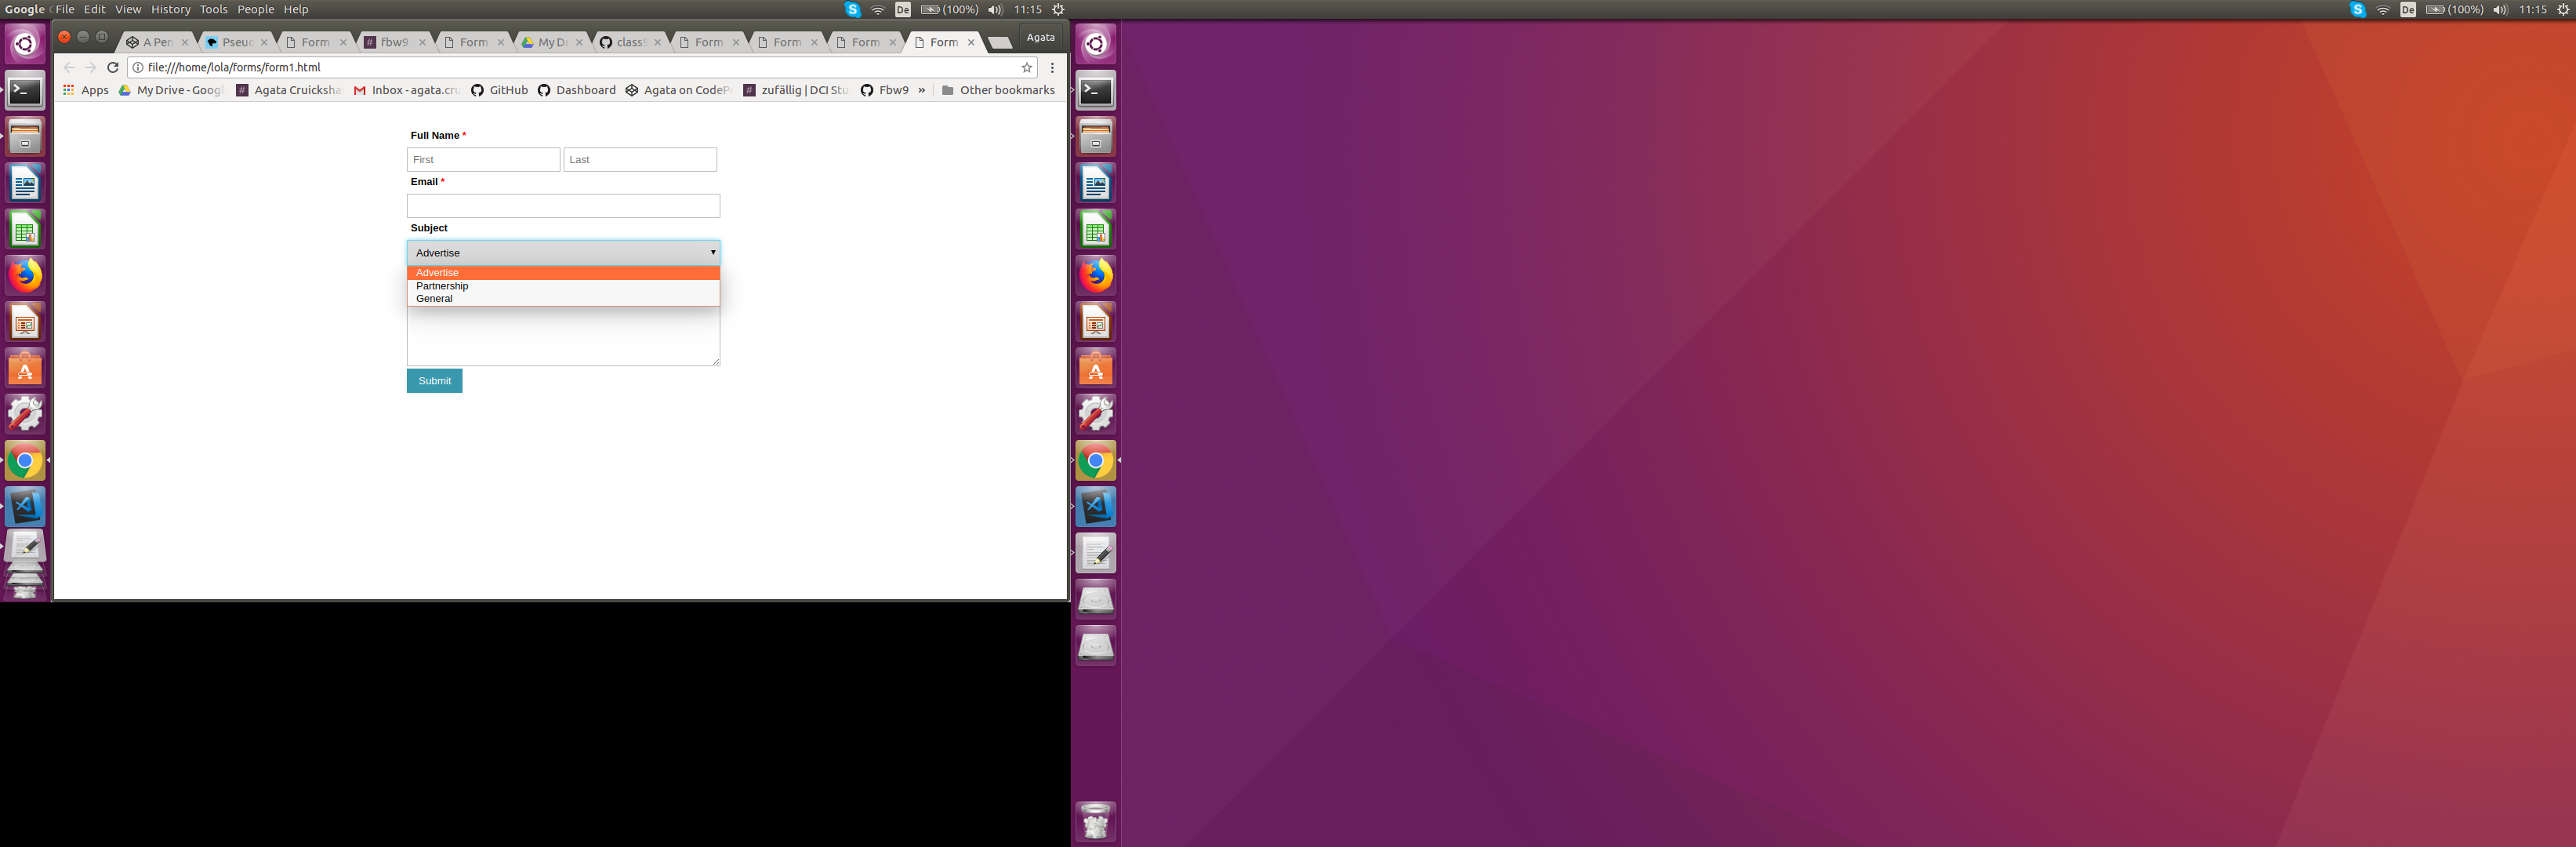 Google File Edit View History Tools People Help
De (100%) 11:15
De (100%) 11:15
A Pen Pseuc Form fbw9 Form My Dr class Form Form Form Form Agata
file:///home/lola/forms/form1.html
Apps My Drive - Googl Agata Cruicksha Inbox - agata.cru GitHub Dashboard Agata on CodeP zufällig | DCI Stu Fbw9 » Other bookmarks
Full Name *
First Last
Email *
Subject
Advertise
Advertise
Partnership
General
Submit